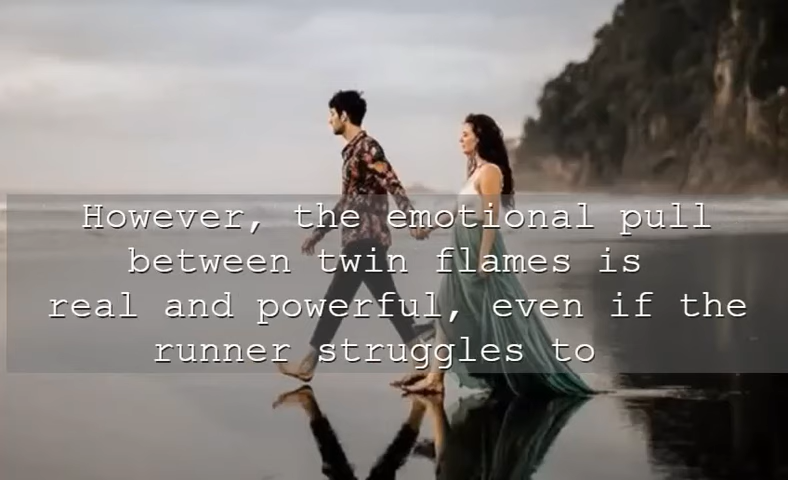 However, the emotional pull
between twin flames is
real and powerful, even if the
runner struggles to